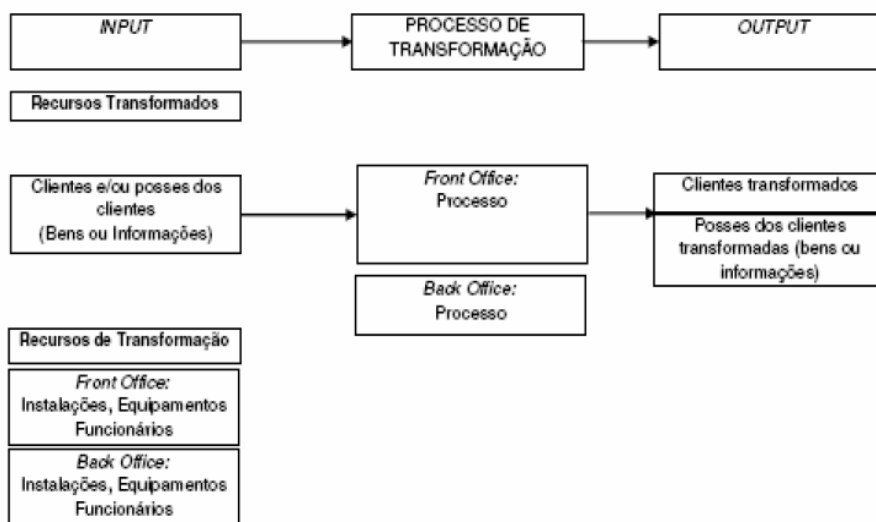 INPUT
PROCESSO DE
TRANSFORMAÇÃO
OUTPUT
Recursos Transformados
Clientes e/ou posses dos
clientes
(Bens ou Informações)
Front Office:
Processo
Clientes transformados
Posses dos clientes
transformadas (bens ou
informações)
Back Office:
Processo
Recursos de Transformação
Front Office:
Instalações, Equipamentos
Funcionários
Back Office:
Instalações, Equipamentos
Funcionários